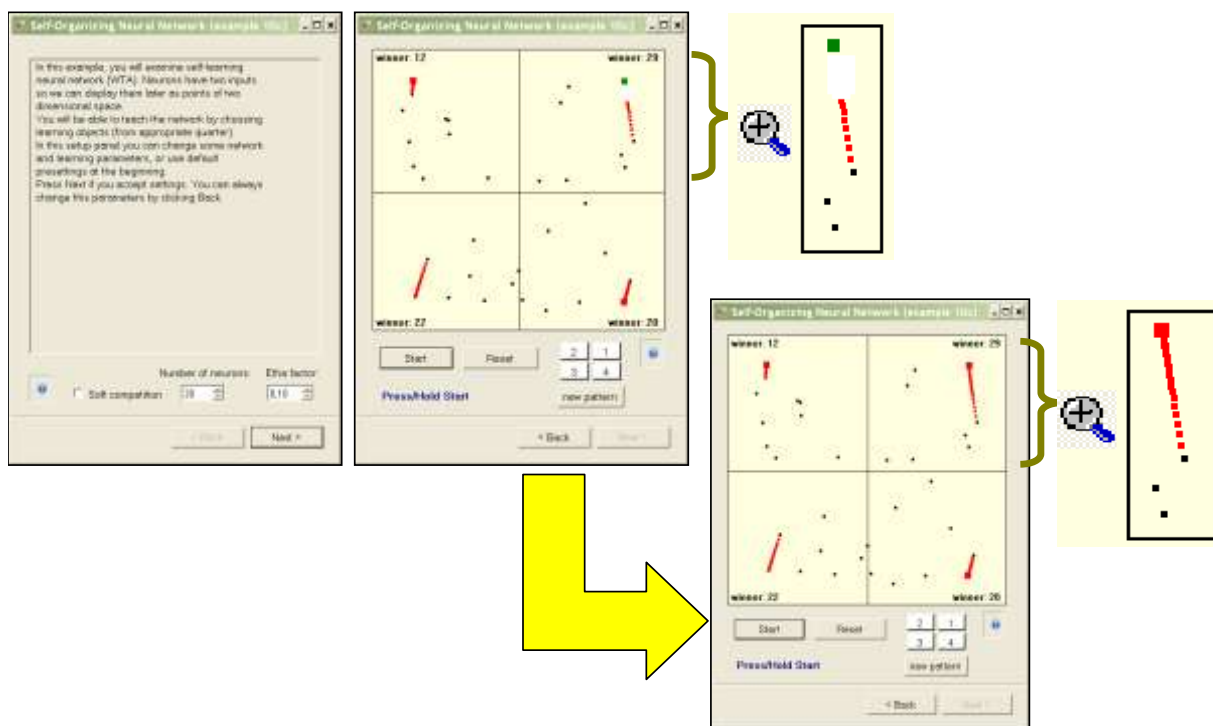 Self-Organizing Neural Network (example 10c)
In this example, you will examine self-learning
neural network (WTA). Neurons have two inputs
so we can display them later as points of two
dimensional space.
You will be able to teach the network by choosing
learning objects (from appropriate quarter)
In this setup panel you can change some network
and learning parameters, or use default
presettings at the beginning.
Press Next if you accept settings. You can always
change this parameters by clicking Back
Number of neurons Etha factor
Soft competition 30 0,10
< Back Next >
Self-Organizing Neural Network (example 10c)
winner: 12 winner: 29
winner: 22 winner: 20
Start Reset 2 1
3 4
Press/Hold Start new pattern
< Back Next >
Self-Organizing Neural Network (example 10c)
winner: 12 winner: 29
winner: 22 winner: 20
Start Reset 2 1
3 4
Press/Hold Start new pattern
< Back Next >